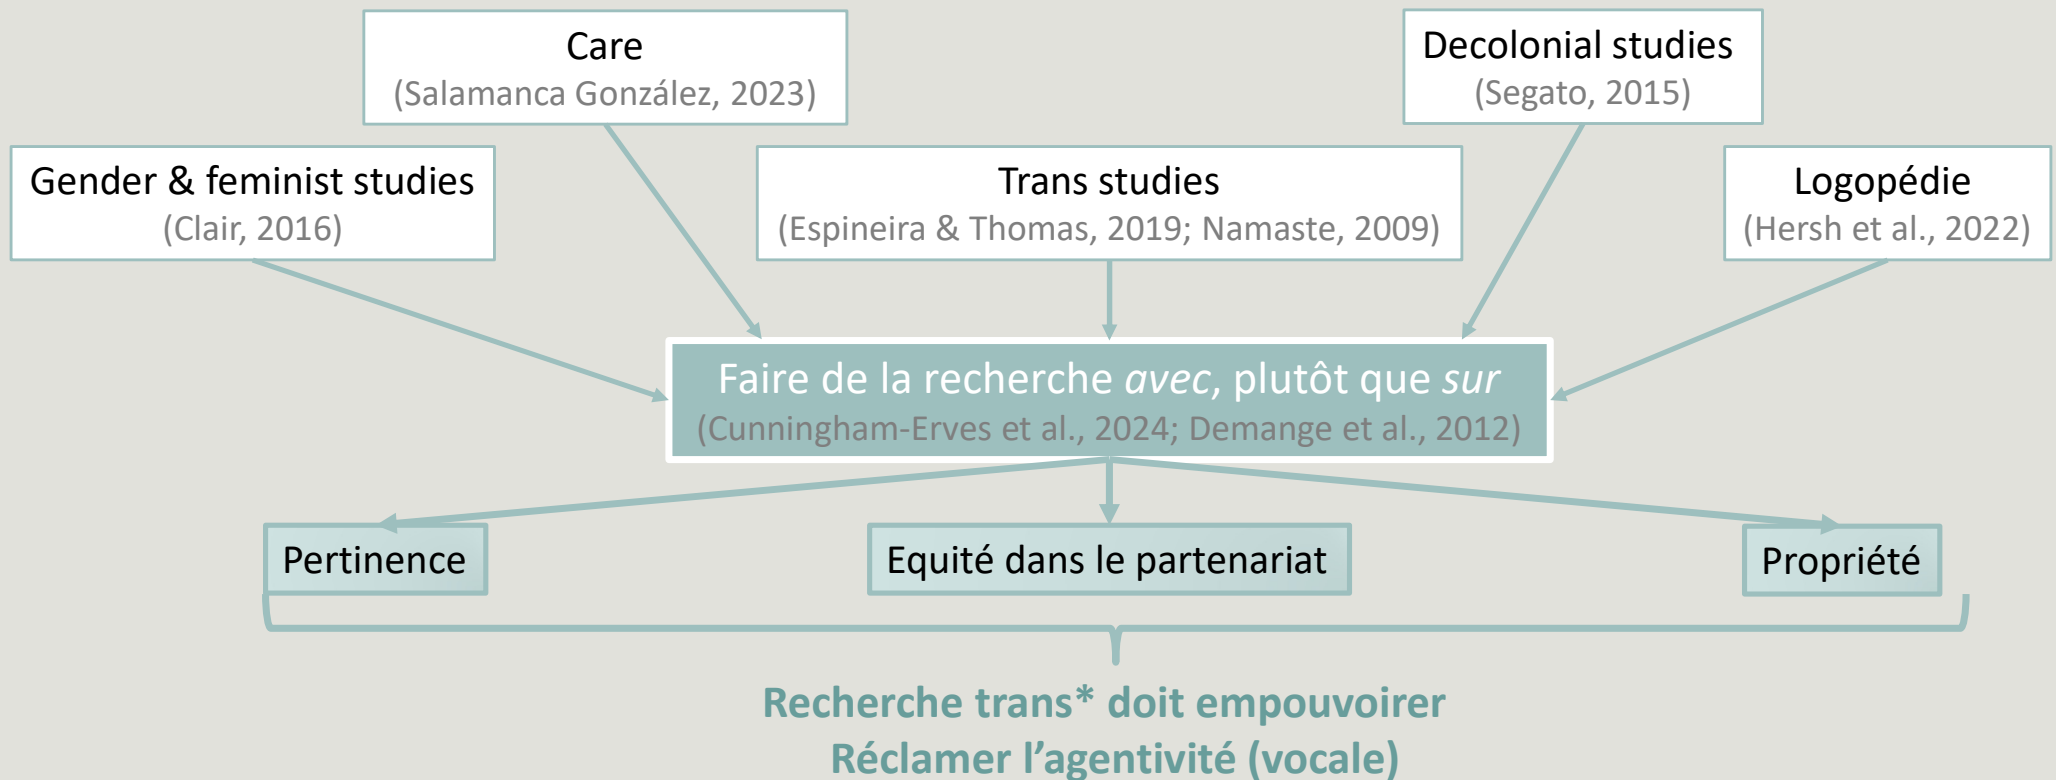 Care
(Salamanca González, 2023)
Decolonial studies
(Segato, 2015)
Gender & feminist studies
(Clair, 2016)
Trans studies
(Espineira & Thomas, 2019; Namaste, 2009)
Logopédie
(Hersh et al., 2022)
Faire de la recherche avec, plutôt que sur
(Cunningham-Erves et al., 2024; Demange et al., 2012)
Pertinence
Equité dans le partenariat
Propriété
Recherche trans* doit empouvoirer
Réclamer l’agentivité (vocale)